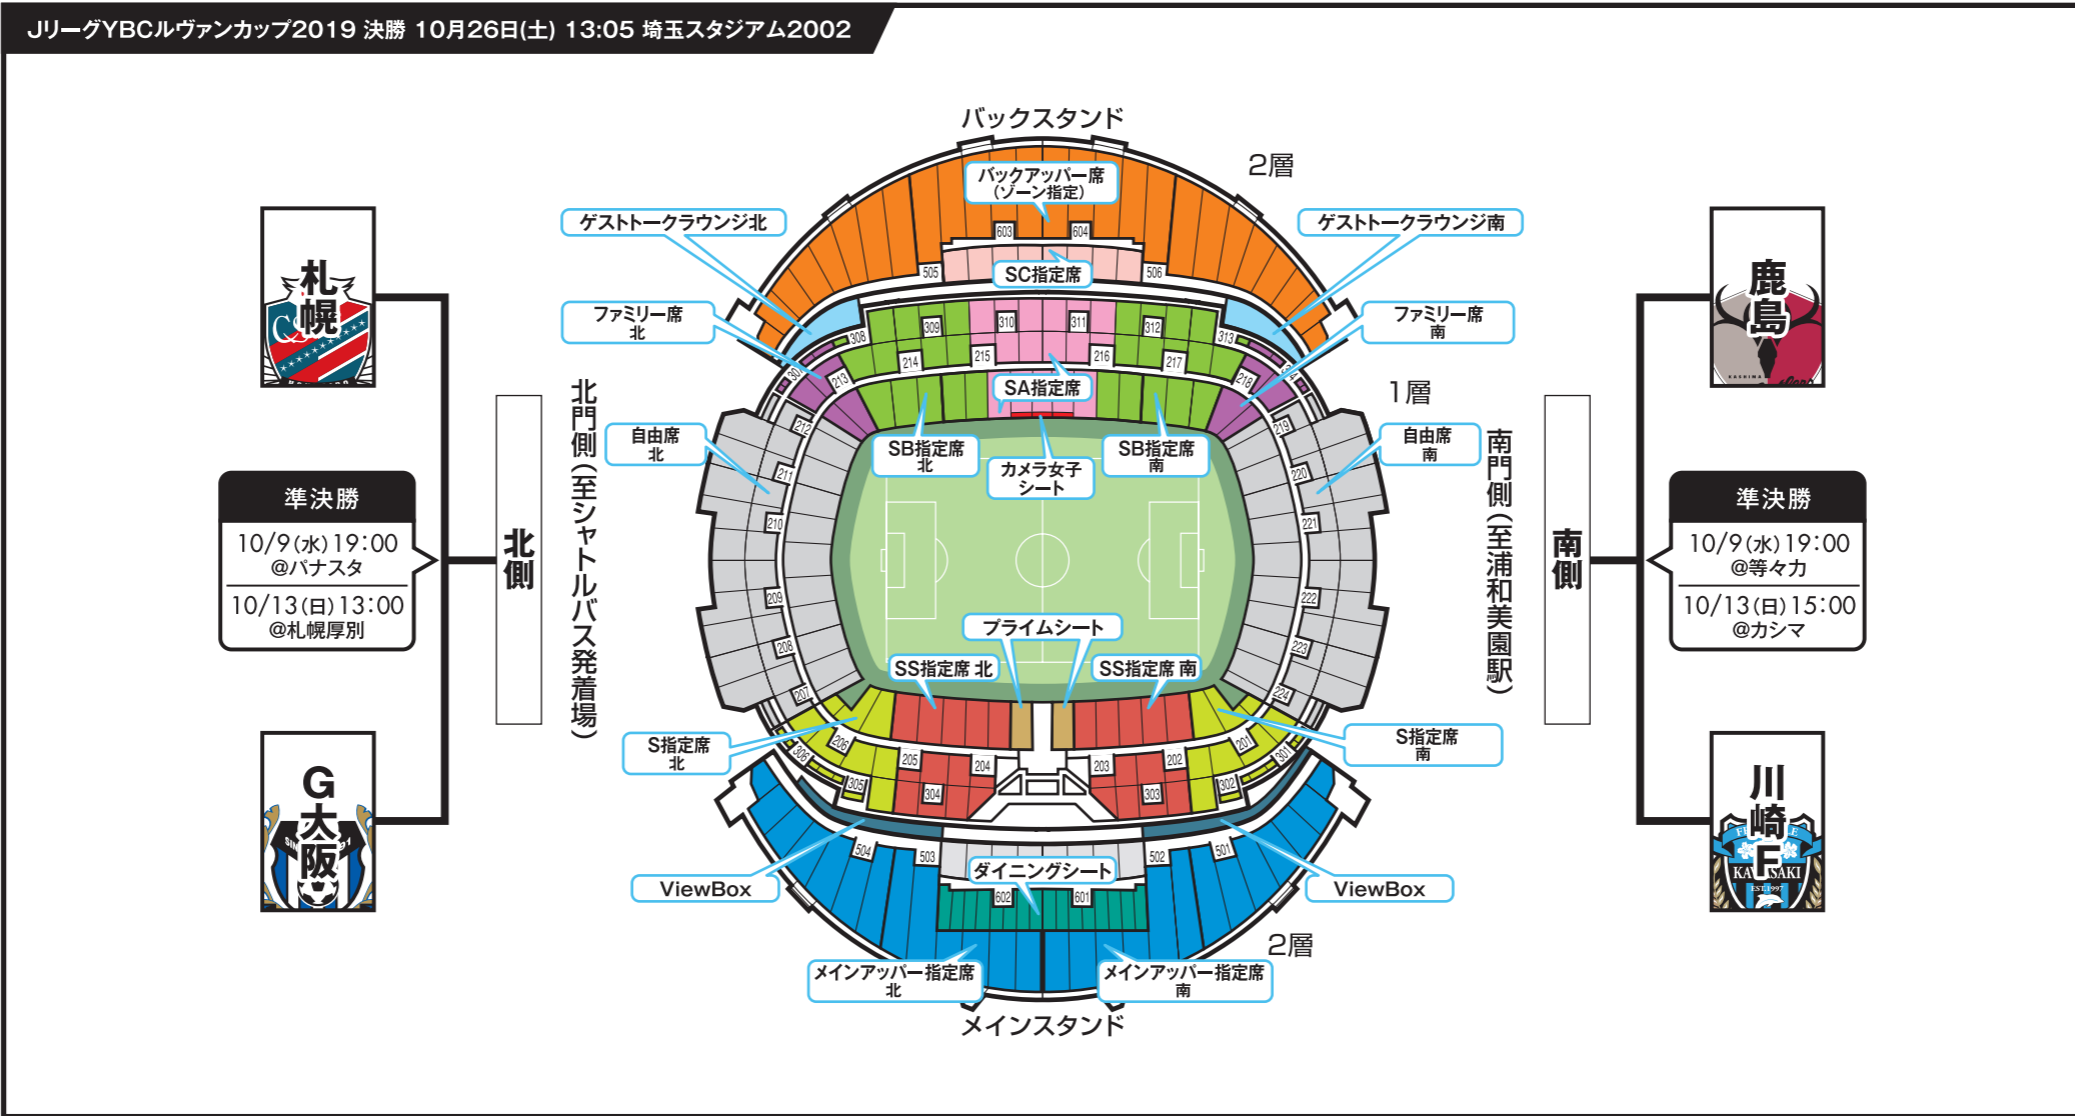 JリーグYBCルヴァンカップ2019 決勝 10月26日(土) 13:05 埼玉スタジアム2002
バックスタンド
2層
バックアッパー席
(ゾーン指定)
ゲストトークラウンジ北
ゲストトークラウンジ南
603
604
505
SC指定席
506
ファミリー席
北
ファミリー席
南
308
309
310
311
312
313
213
214
215
216
217
218
SA指定席
1層
自由席
北
自由席
南
212
219
SB指定席
北
カメラ女子
シート
SB指定席
南
211
220
210
221
209
222
208
223
207
224
プライムシート
SS指定席 北
SS指定席 南
S指定席
北
S指定席
南
206
205
204
203
202
201
306
305
304
303
302
301
504
503
502
501
ViewBox
ViewBox
ダイニングシート
602
601
2層
メインアッパー指定席
北
メインアッパー指定席
南
メインスタンド
札幌
準決勝
10/9(水)19:00
@パナスタ
10/13(日)13:00
@札幌厚別
G大阪
北側
北門側(至シャトルバス発着場)
南門側(至浦和美園駅)
南側
鹿島
KASHIMA
準決勝
10/9(水)19:00
@等々力
10/13(日)15:00
@カシマ
川崎F
EST.1997